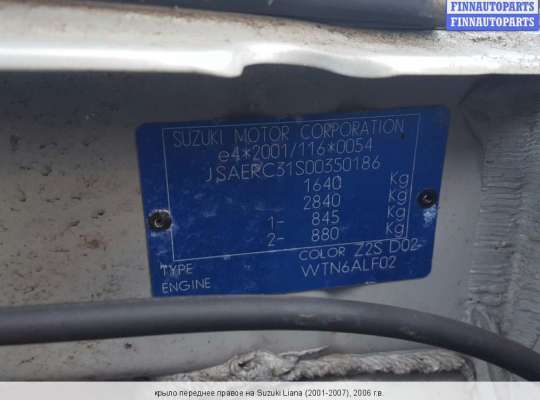 FINNAUTOPARTS
FINNAUTOPARTS
SUZUKI MOTOR CORPORATION
e4*2001/116*0054
JSAERC31S00350186
1640 Kg
2840 Kg
1- 845 Kg
2- 880 Kg
COLOR Z2S D02
TYPE WTN6ALF02
ENGINE
крыло переднее правое на Suzuki Liana (2001-2007), 2006 г.в.